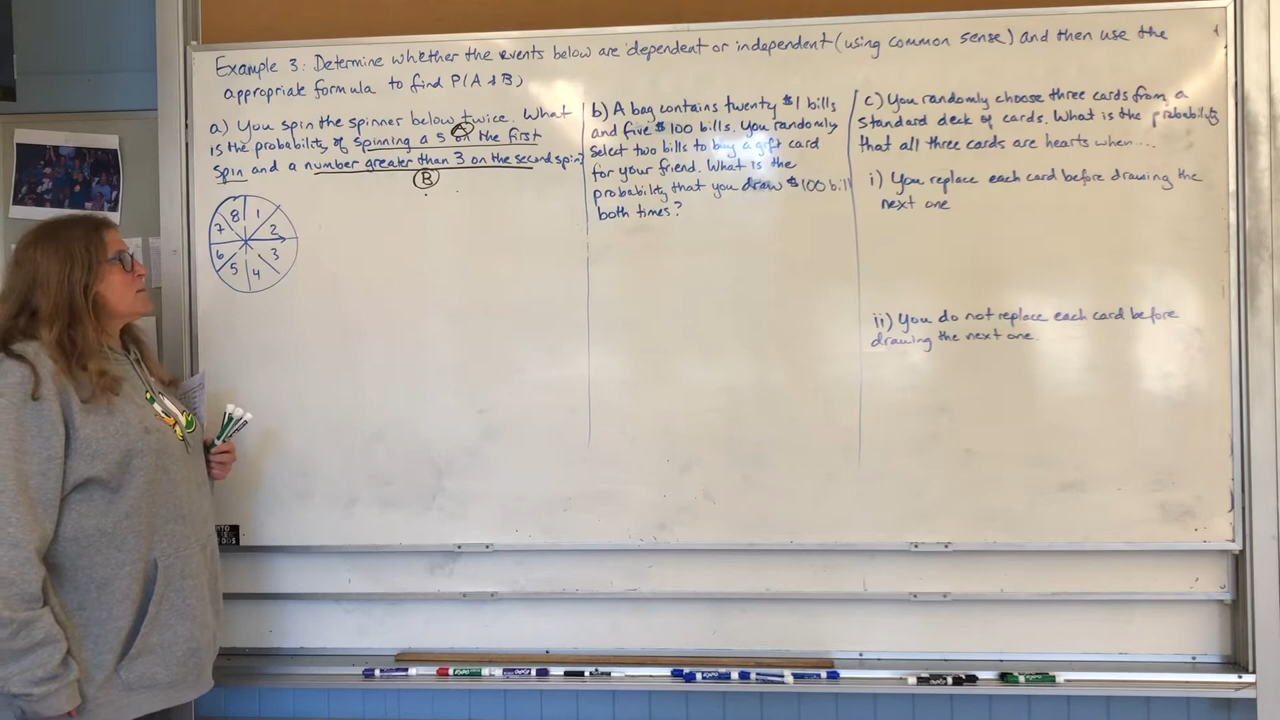 Example 3: Determine whether the events below are dependent or independent (using common sense) and then use the
appropriate formula to find P(A & B)
a) You spin the spinner below twice. What
is the probability of spinning a 5 on the first
spin and a number greater than 3 on the second spin?
A
B
8 1
7 2
6 3
5 4
b) A bag contains twenty $1 bills
and five $100 bills. You randomly
select two bills to buy a gift card
for your friend. What is the
probability that you draw $100 bill
both times?
c) You randomly choose three cards from a
standard deck of cards. What is the probability
that all three cards are hearts when....
i) You replace each card before drawing the
next one
ii) You do not replace each card before
drawing the next one.